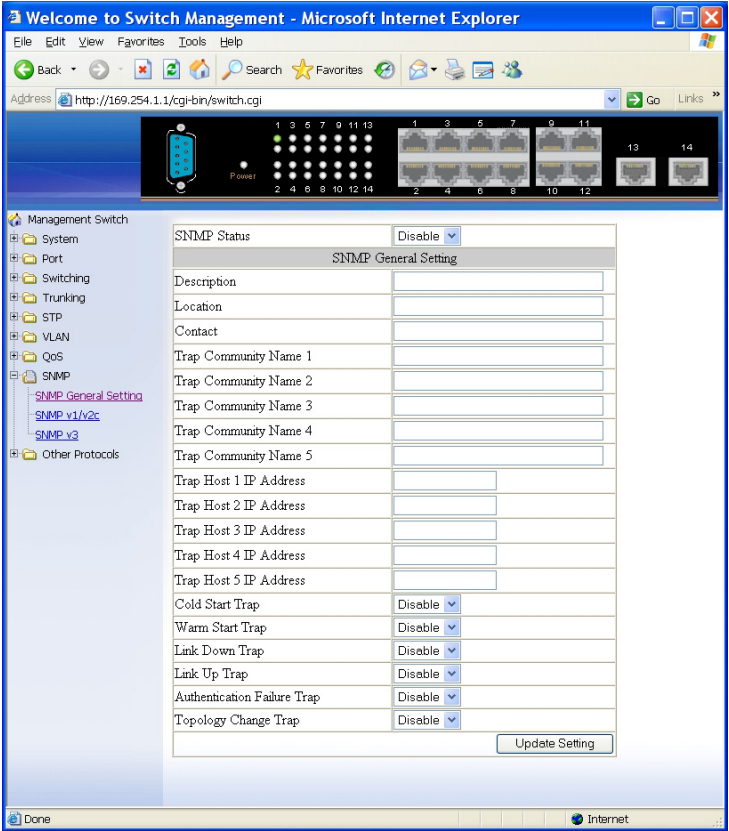 Welcome to Switch Management - Microsoft Internet Explorer
File Edit View Favorites Tools Help
Back Search Favorites
Address http://169.254.1.1/cgi-bin/switch.cgi Go Links »
1 3 5 7 9 11 13
Power
2 4 6 8 10 12 14
1 3 5 7 9 11
2 4 6 8 10 12
13 14
Management Switch
System
Port
Switching
Trunking
STP
VLAN
QoS
SNMP
SNMP General Setting
SNMP v1/v2c
SNMP v3
Other Protocols
SNMP Status Disable
SNMP General Setting
Description
Location
Contact
Trap Community Name 1
Trap Community Name 2
Trap Community Name 3
Trap Community Name 4
Trap Community Name 5
Trap Host 1 IP Address
Trap Host 2 IP Address
Trap Host 3 IP Address
Trap Host 4 IP Address
Trap Host 5 IP Address
Cold Start Trap Disable
Warm Start Trap Disable
Link Down Trap Disable
Link Up Trap Disable
Authentication Failure Trap Disable
Topology Change Trap Disable
Update Setting
Done Internet